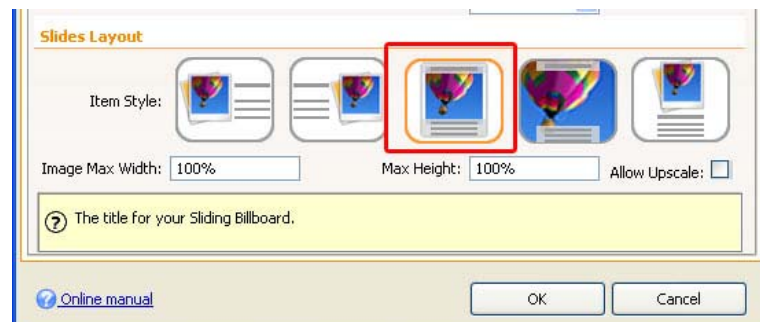 Slides Layout
Item Style:
Image Max Width: 100% Max Height: 100% Allow Upscale:
? The title for your Sliding Billboard.
? Online manual OK Cancel